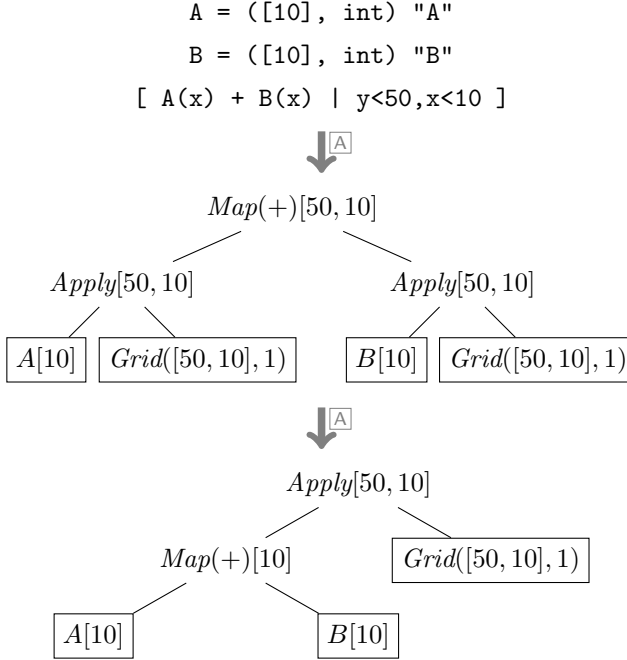 A = ([10], int) "A"
B = ([10], int) "B"
[ A(x) + B(x) | y<50,x<10 ]
A
Map(+)[50, 10]
Apply[50, 10] Apply[50, 10]
A[10] Grid([50, 10], 1) B[10] Grid([50, 10], 1)
A
Apply[50, 10]
Map(+)[10] Grid([50, 10], 1)
A[10] B[10]